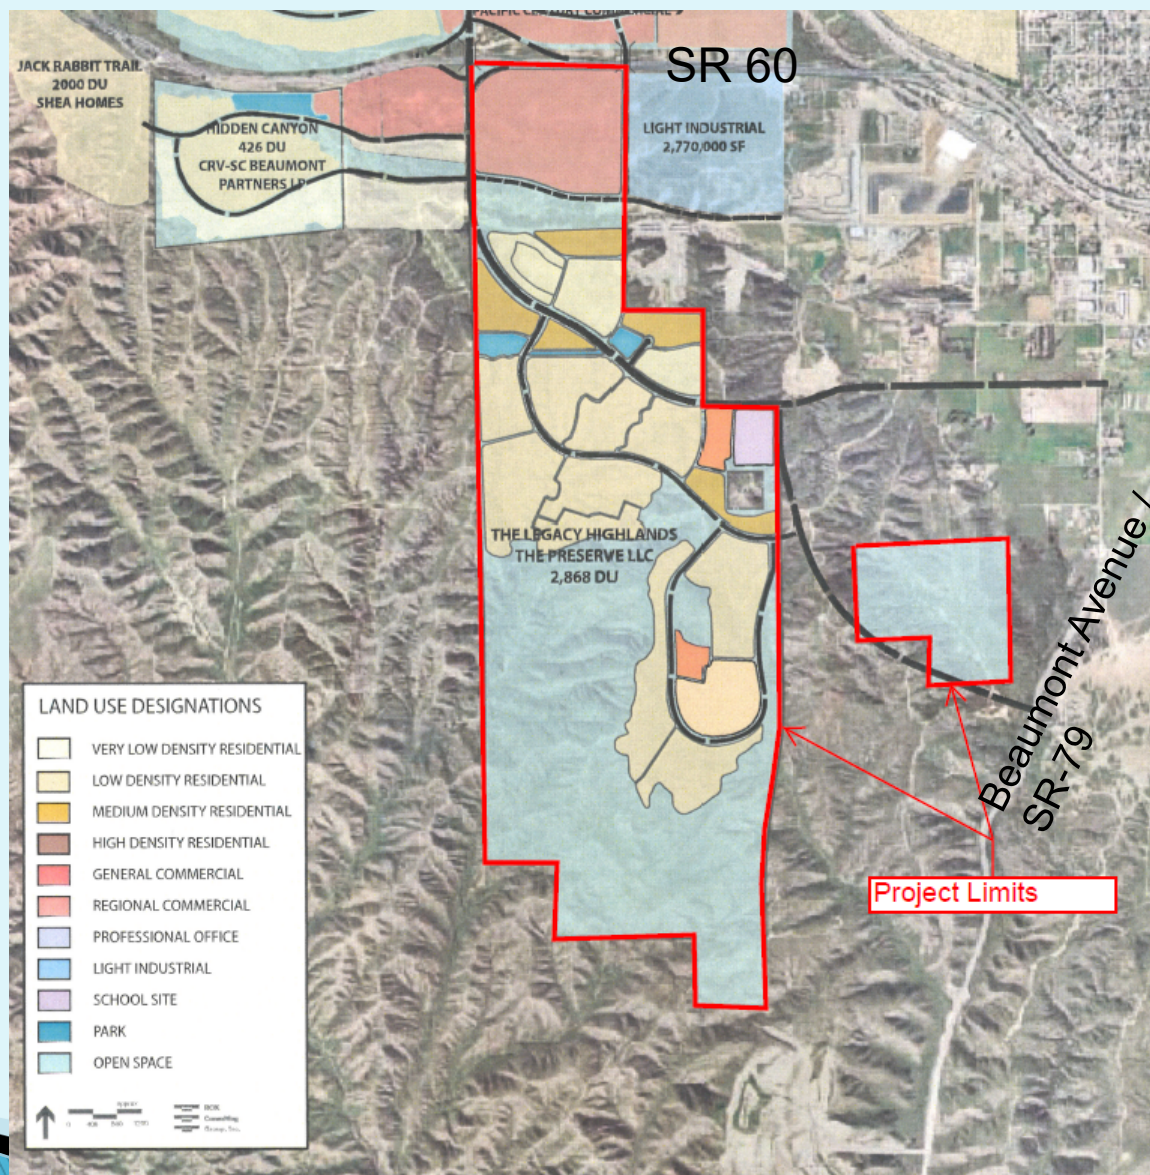 PACIFIC CENTURY COMMERCIAL
SR 60
JACK RABBIT TRAIL
2000 DU
SHEA HOMES
HIDDEN CANYON
426 DU
CRV-SC BEAUMONT
PARTNERS LP
LIGHT INDUSTRIAL
2,770,000 SF
THE LEGACY HIGHLANDS
THE PRESERVE LLC
2,868 DU
Beaumont Avenue /
SR-79
Project Limits
LAND USE DESIGNATIONS
VERY LOW DENSITY RESIDENTIAL
LOW DENSITY RESIDENTIAL
MEDIUM DENSITY RESIDENTIAL
HIGH DENSITY RESIDENTIAL
GENERAL COMMERCIAL
REGIONAL COMMERCIAL
PROFESSIONAL OFFICE
LIGHT INDUSTRIAL
SCHOOL SITE
PARK
OPEN SPACE